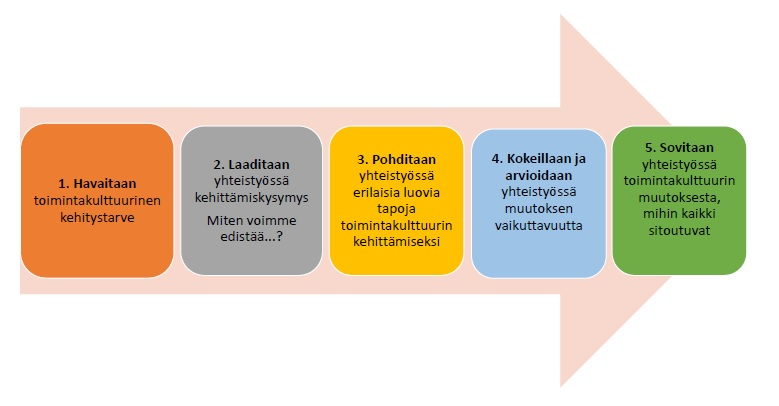 1. Havaitaan
toimintakulttuurinen
kehitystarve
2. Laaditaan
yhteistyössä
kehittämiskysymys
Miten voimme
edistää...?
3. Pohditaan
yhteistyössä
erilaisia luovia
tapoja
toimintakulttuurin
kehittämiseksi
4. Kokeillaan ja
arvioidaan
yhteistyössä
muutoksen
vaikuttavuutta
5. Sovitaan
yhteistyössä
toimintakulttuurin
muutoksesta,
mihin kaikki
sitoutuvat